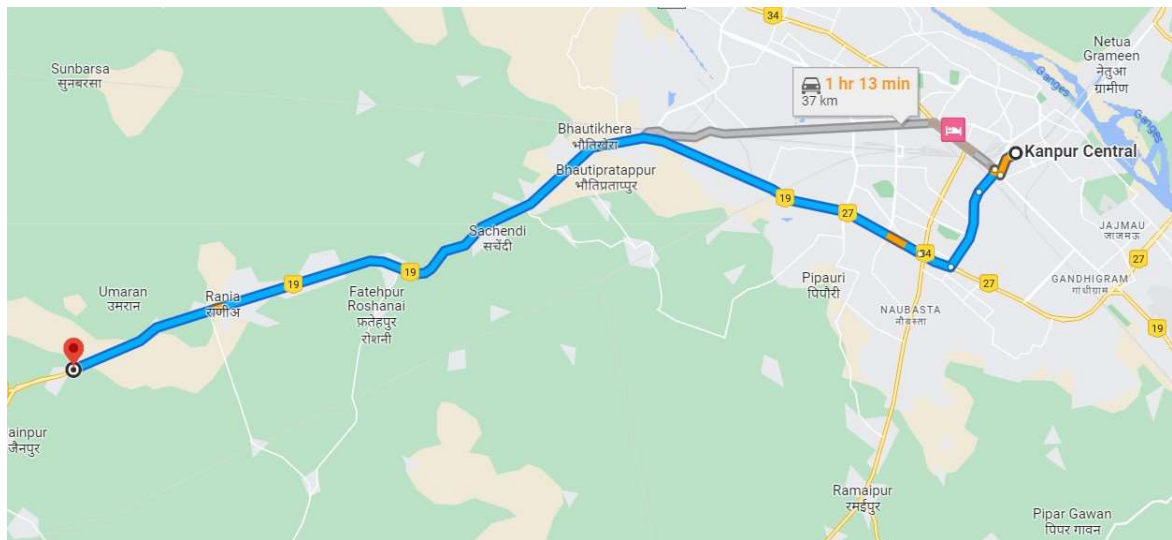 34
Netua
Grameen
नेतुआ
ग्रामीण
Sunbarsa
सुनबरसा
1 hr 13 min
37 km
Ganges
Ganges
Bhautikhera
भौतिखेरा
Kanpur Central
Bhautipratappur
भौतिप्रताप्पुर
19
27
Sachendi
सचेंदी
JAJMAU
जाजमऊ
34
27
19
Pipauri
पिपौरी
27
GANDHIGRAM
गांधीग्राम
Umaran
उमरान
Rania
राणीअ
19
Fatehpur
Roshanai
फ़तेहपुर
रोशनी
NAUBASTA
नौबस्ता
19
ainpur
जैनपुर
Ramaipur
रमईपुर
Pipar Gawan
पिपर गावन